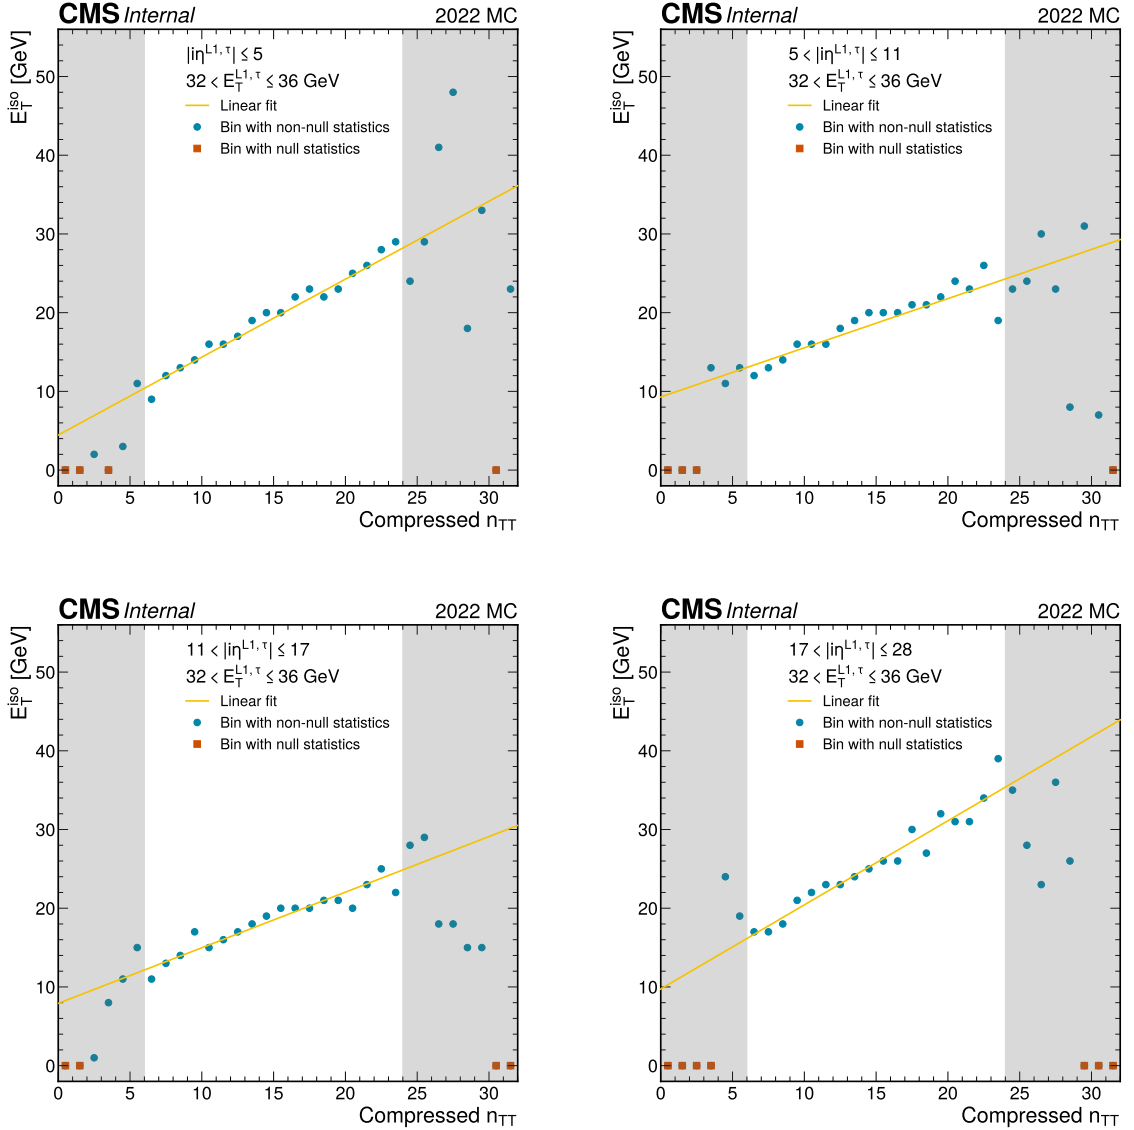 CMS Internal 2022 MC
|iη^L1, τ| ≤ 5
32 < E_T^L1, τ ≤ 36 GeV
Linear fit
Bin with non-null statistics
Bin with null statistics
E_T^iso [GeV]
50
40
30
20
10
0
0 5 10 15 20 25 30
Compressed n_TT
CMS Internal 2022 MC
5 < |iη^L1, τ| ≤ 11
32 < E_T^L1, τ ≤ 36 GeV
Linear fit
Bin with non-null statistics
Bin with null statistics
E_T^iso [GeV]
50
40
30
20
10
0
0 5 10 15 20 25 30
Compressed n_TT
CMS Internal 2022 MC
11 < |iη^L1, τ| ≤ 17
32 < E_T^L1, τ ≤ 36 GeV
Linear fit
Bin with non-null statistics
Bin with null statistics
E_T^iso [GeV]
50
40
30
20
10
0
0 5 10 15 20 25 30
Compressed n_TT
CMS Internal 2022 MC
17 < |iη^L1, τ| ≤ 28
32 < E_T^L1, τ ≤ 36 GeV
Linear fit
Bin with non-null statistics
Bin with null statistics
E_T^iso [GeV]
50
40
30
20
10
0
0 5 10 15 20 25 30
Compressed n_TT